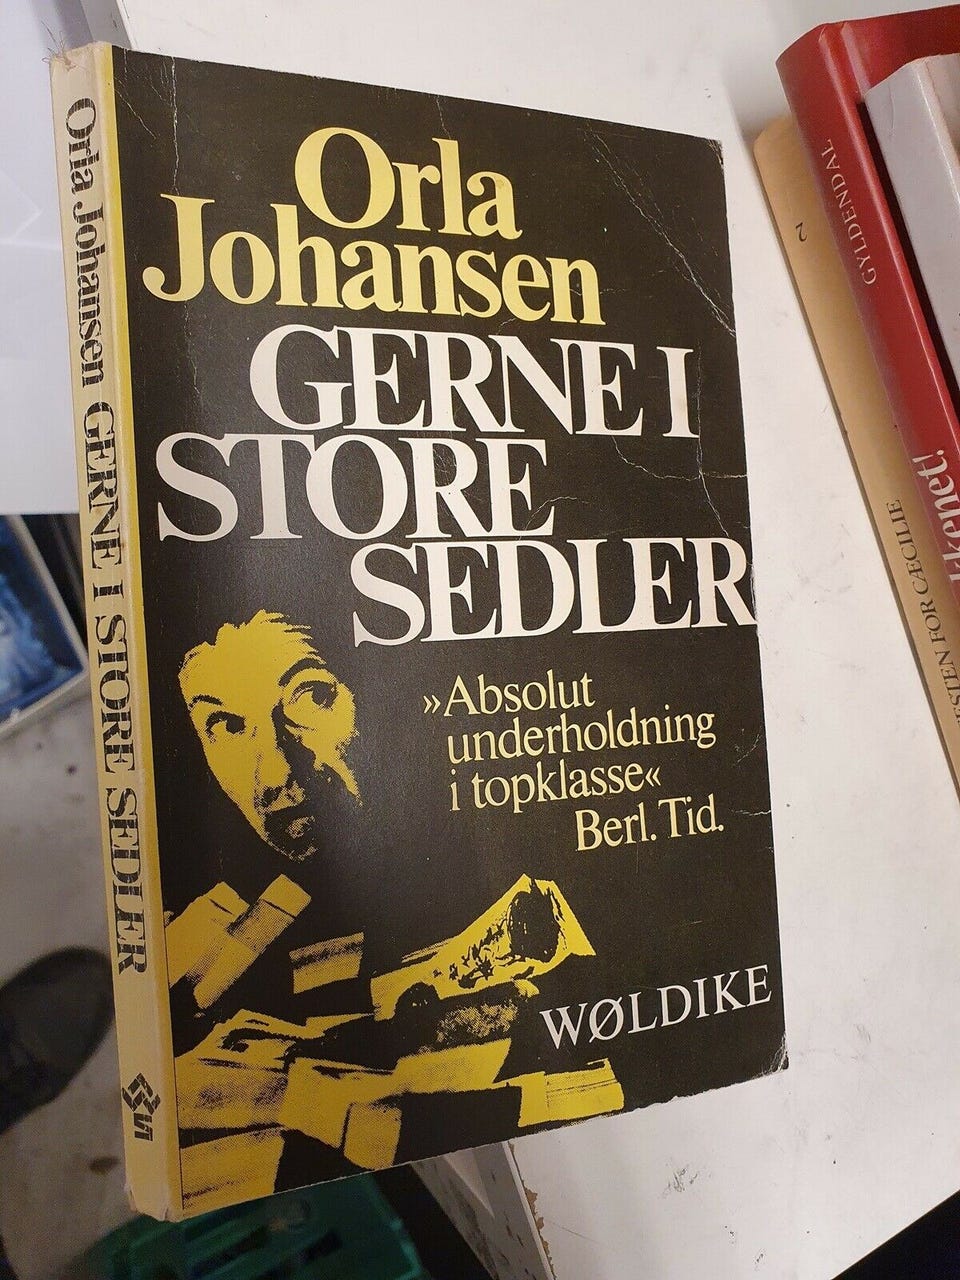 Orla
Johansen
GERNE I
STORE
SEDLER
»Absolut
underholdning
i topklasse«
Berl. Tid.
WØLDIKE
Orla Johansen GERNE I STORE SEDLER
2
GYLDENDAL
FOR CÆCILIE